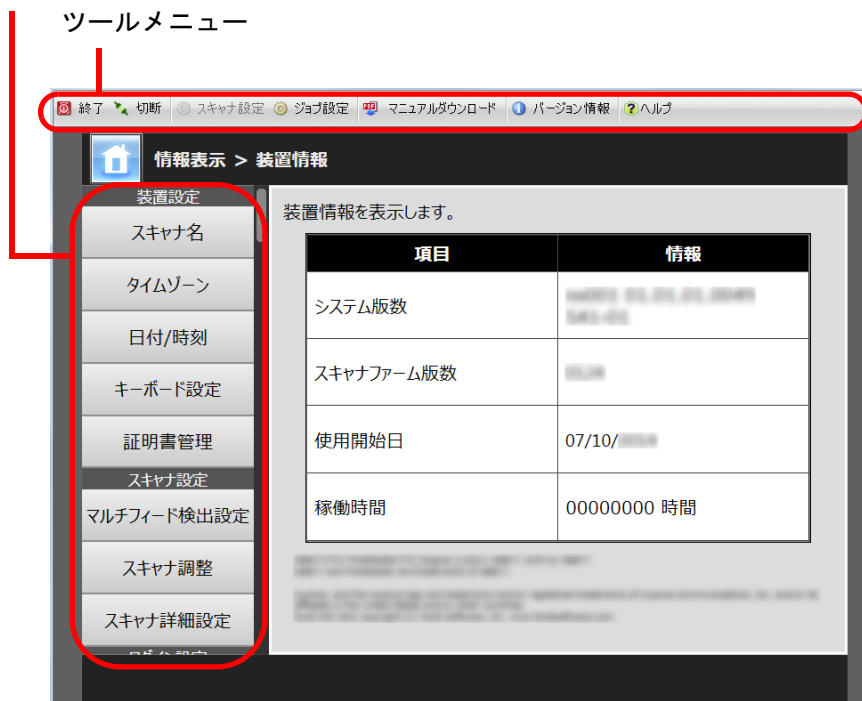 ツールメニュー
終了 切断 スキャナ設定 ジョブ設定 マニュアルダウンロード バージョン情報 ヘルプ
情報表示 > 装置情報
装置設定
スキャナ名
タイムゾーン
日付/時刻
キーボード設定
証明書管理
スキャナ設定
マルチフィード検出設定
スキャナ調整
スキャナ詳細設定
装置情報を表示します。
項目 情報
システム版数
スキャナファーム版数
使用開始日 07/10/
稼働時間 00000000 時間